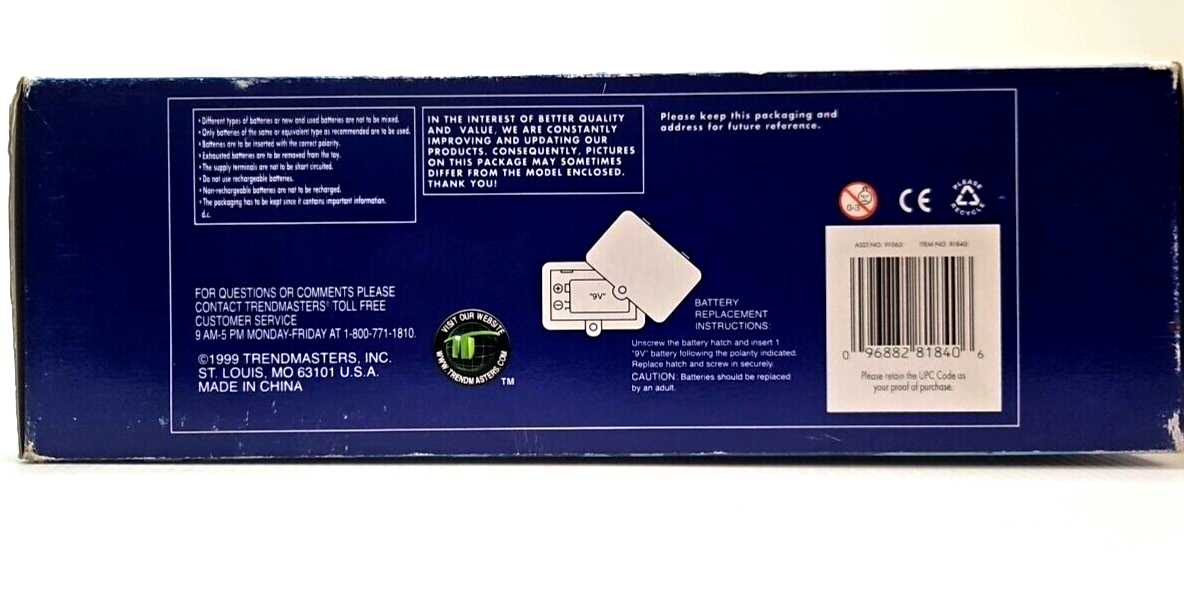 • Different types of batteries or new and used batteries are not to be mixed.
• Only batteries of the same or equivalent type as recommended are to be used.
• Batteries are to be inserted with the correct polarity.
• Exhausted batteries are to be removed from the toy.
• The supply terminals are not to be short circuited.
• Do not use rechargeable batteries.
• Non-rechargeable batteries are not to be recharged.
• The packaging has to be kept since it contains important information.
d.c.
IN THE INTEREST OF BETTER QUALITY
AND VALUE, WE ARE CONSTANTLY
IMPROVING AND UPDATING OUR
PRODUCTS. CONSEQUENTLY, PICTURES
ON THIS PACKAGE MAY SOMETIMES
DIFFER FROM THE MODEL ENCLOSED.
THANK YOU!
Please keep this packaging and
address for future reference.
0-3
CE
PLEASE
RECYCLE
FOR QUESTIONS OR COMMENTS PLEASE
CONTACT TRENDMASTERS' TOLL FREE
CUSTOMER SERVICE
9 AM-5 PM MONDAY-FRIDAY AT 1-800-771-1810.
©1999 TRENDMASTERS, INC.
ST. LOUIS, MO 63101 U.S.A.
MADE IN CHINA
VISIT OUR WEBSITE
WWW.TRENDMASTERS.COM
TM
"9V"
BATTERY
REPLACEMENT
INSTRUCTIONS:
Unscrew the battery hatch and insert 1
"9V" battery following the polarity indicated.
Replace hatch and screw in securely.
CAUTION: Batteries should be replaced
by an adult.
ASST NO. ITEM NO. 81840
0 96882 81840 6
Please retain the UPC Code as
your proof of purchase.